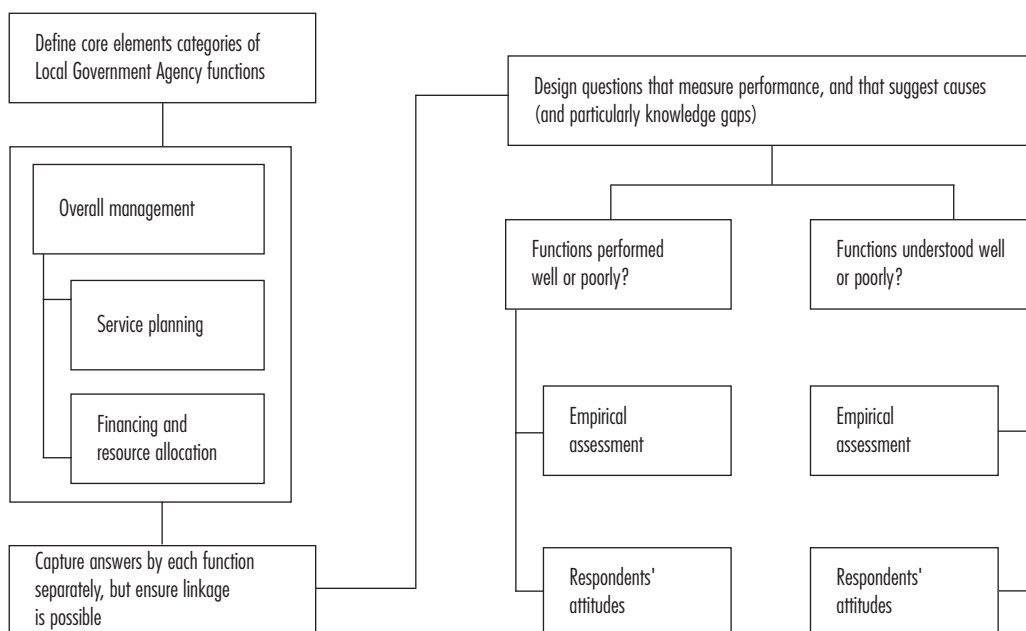 Define core elements categories of
Local Government Agency functions
Overall management
Service planning
Financing and
resource allocation
Capture answers by each function
separately, but ensure linkage
is possible
Design questions that measure performance, and that suggest causes
(and particularly knowledge gaps)
Functions performed
well or poorly?
Empirical
assessment
Respondents'
attitudes
Functions understood well
or poorly?
Empirical
assessment
Respondents'
attitudes